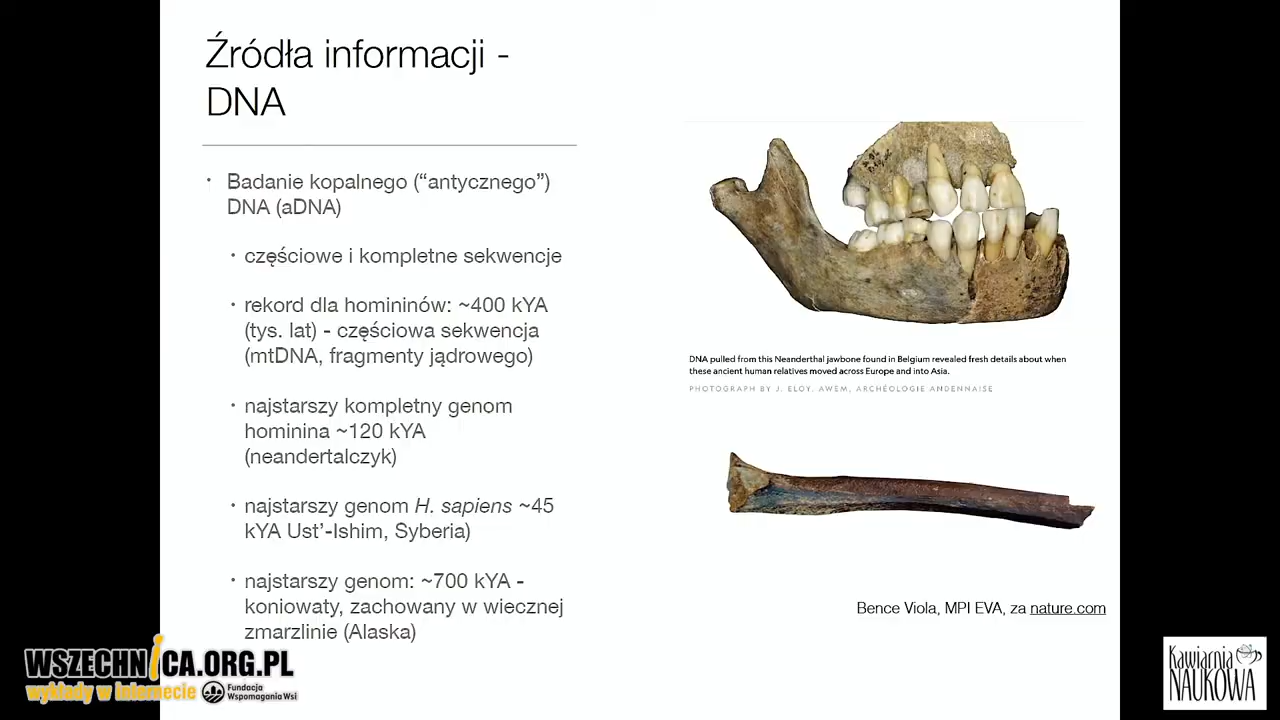 Źródła informacji -
DNA
• Badanie kopalnego (“antycznego”)
DNA (aDNA)
• częściowe i kompletne sekwencje
• rekord dla homininów: ~400 kYA
(tys. lat) - częściowa sekwencja
(mtDNA, fragmenty jądrowego)
• najstarszy kompletny genom
hominina ~120 kYA
(neandertalczyk)
• najstarszy genom H. sapiens ~45
kYA Ust’-Ishim, Syberia)
• najstarszy genom: ~700 kYA -
koniowaty, zachowany w wiecznej
zmarzlinie (Alaska)
DNA pulled from this Neanderthal jawbone found in Belgium revealed fresh details about when
these ancient human relatives moved across Europe and into Asia.
PHOTOGRAPH BY J. ELOY, AWEM, ARCHÉOLOGIE ANDENNAISE
Bence Viola, MPI EVA, za nature.com
WSZECHNICA.ORG.PL
wykłady w internecie
Fundacja
Wspomagania Wsi
Kawiarnia
NAUKOWA